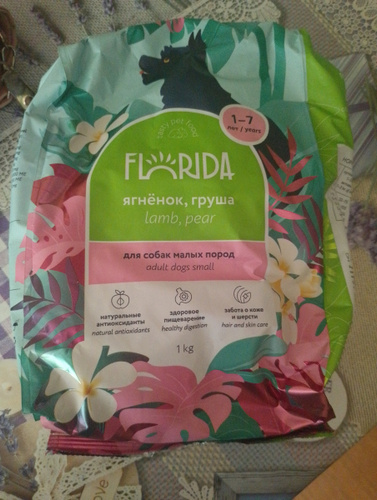 1–7
лет / years
FLORIDA
ягнёнок, груша
lamb, pear
для собак малых пород
adult dogs small
натуральные
антиоксиданты
natural antioxidants
здоровое
пищеварение
healthy digestion
забота о коже
и шерсти
hair and skin care
1 kg